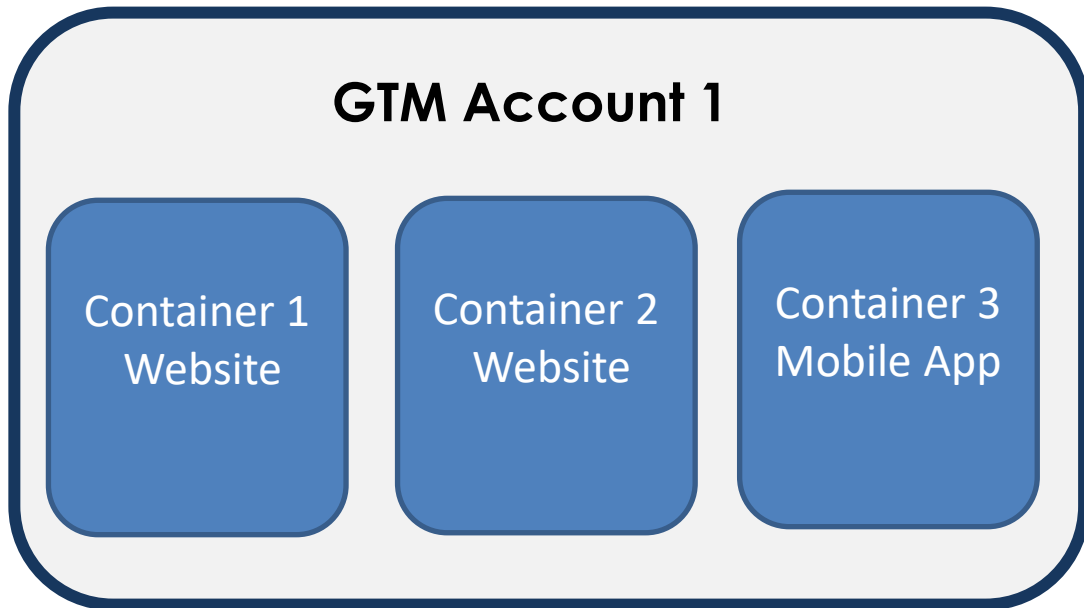 GTM Account 1
Container 1
Website
Container 2
Website
Container 3
Mobile App